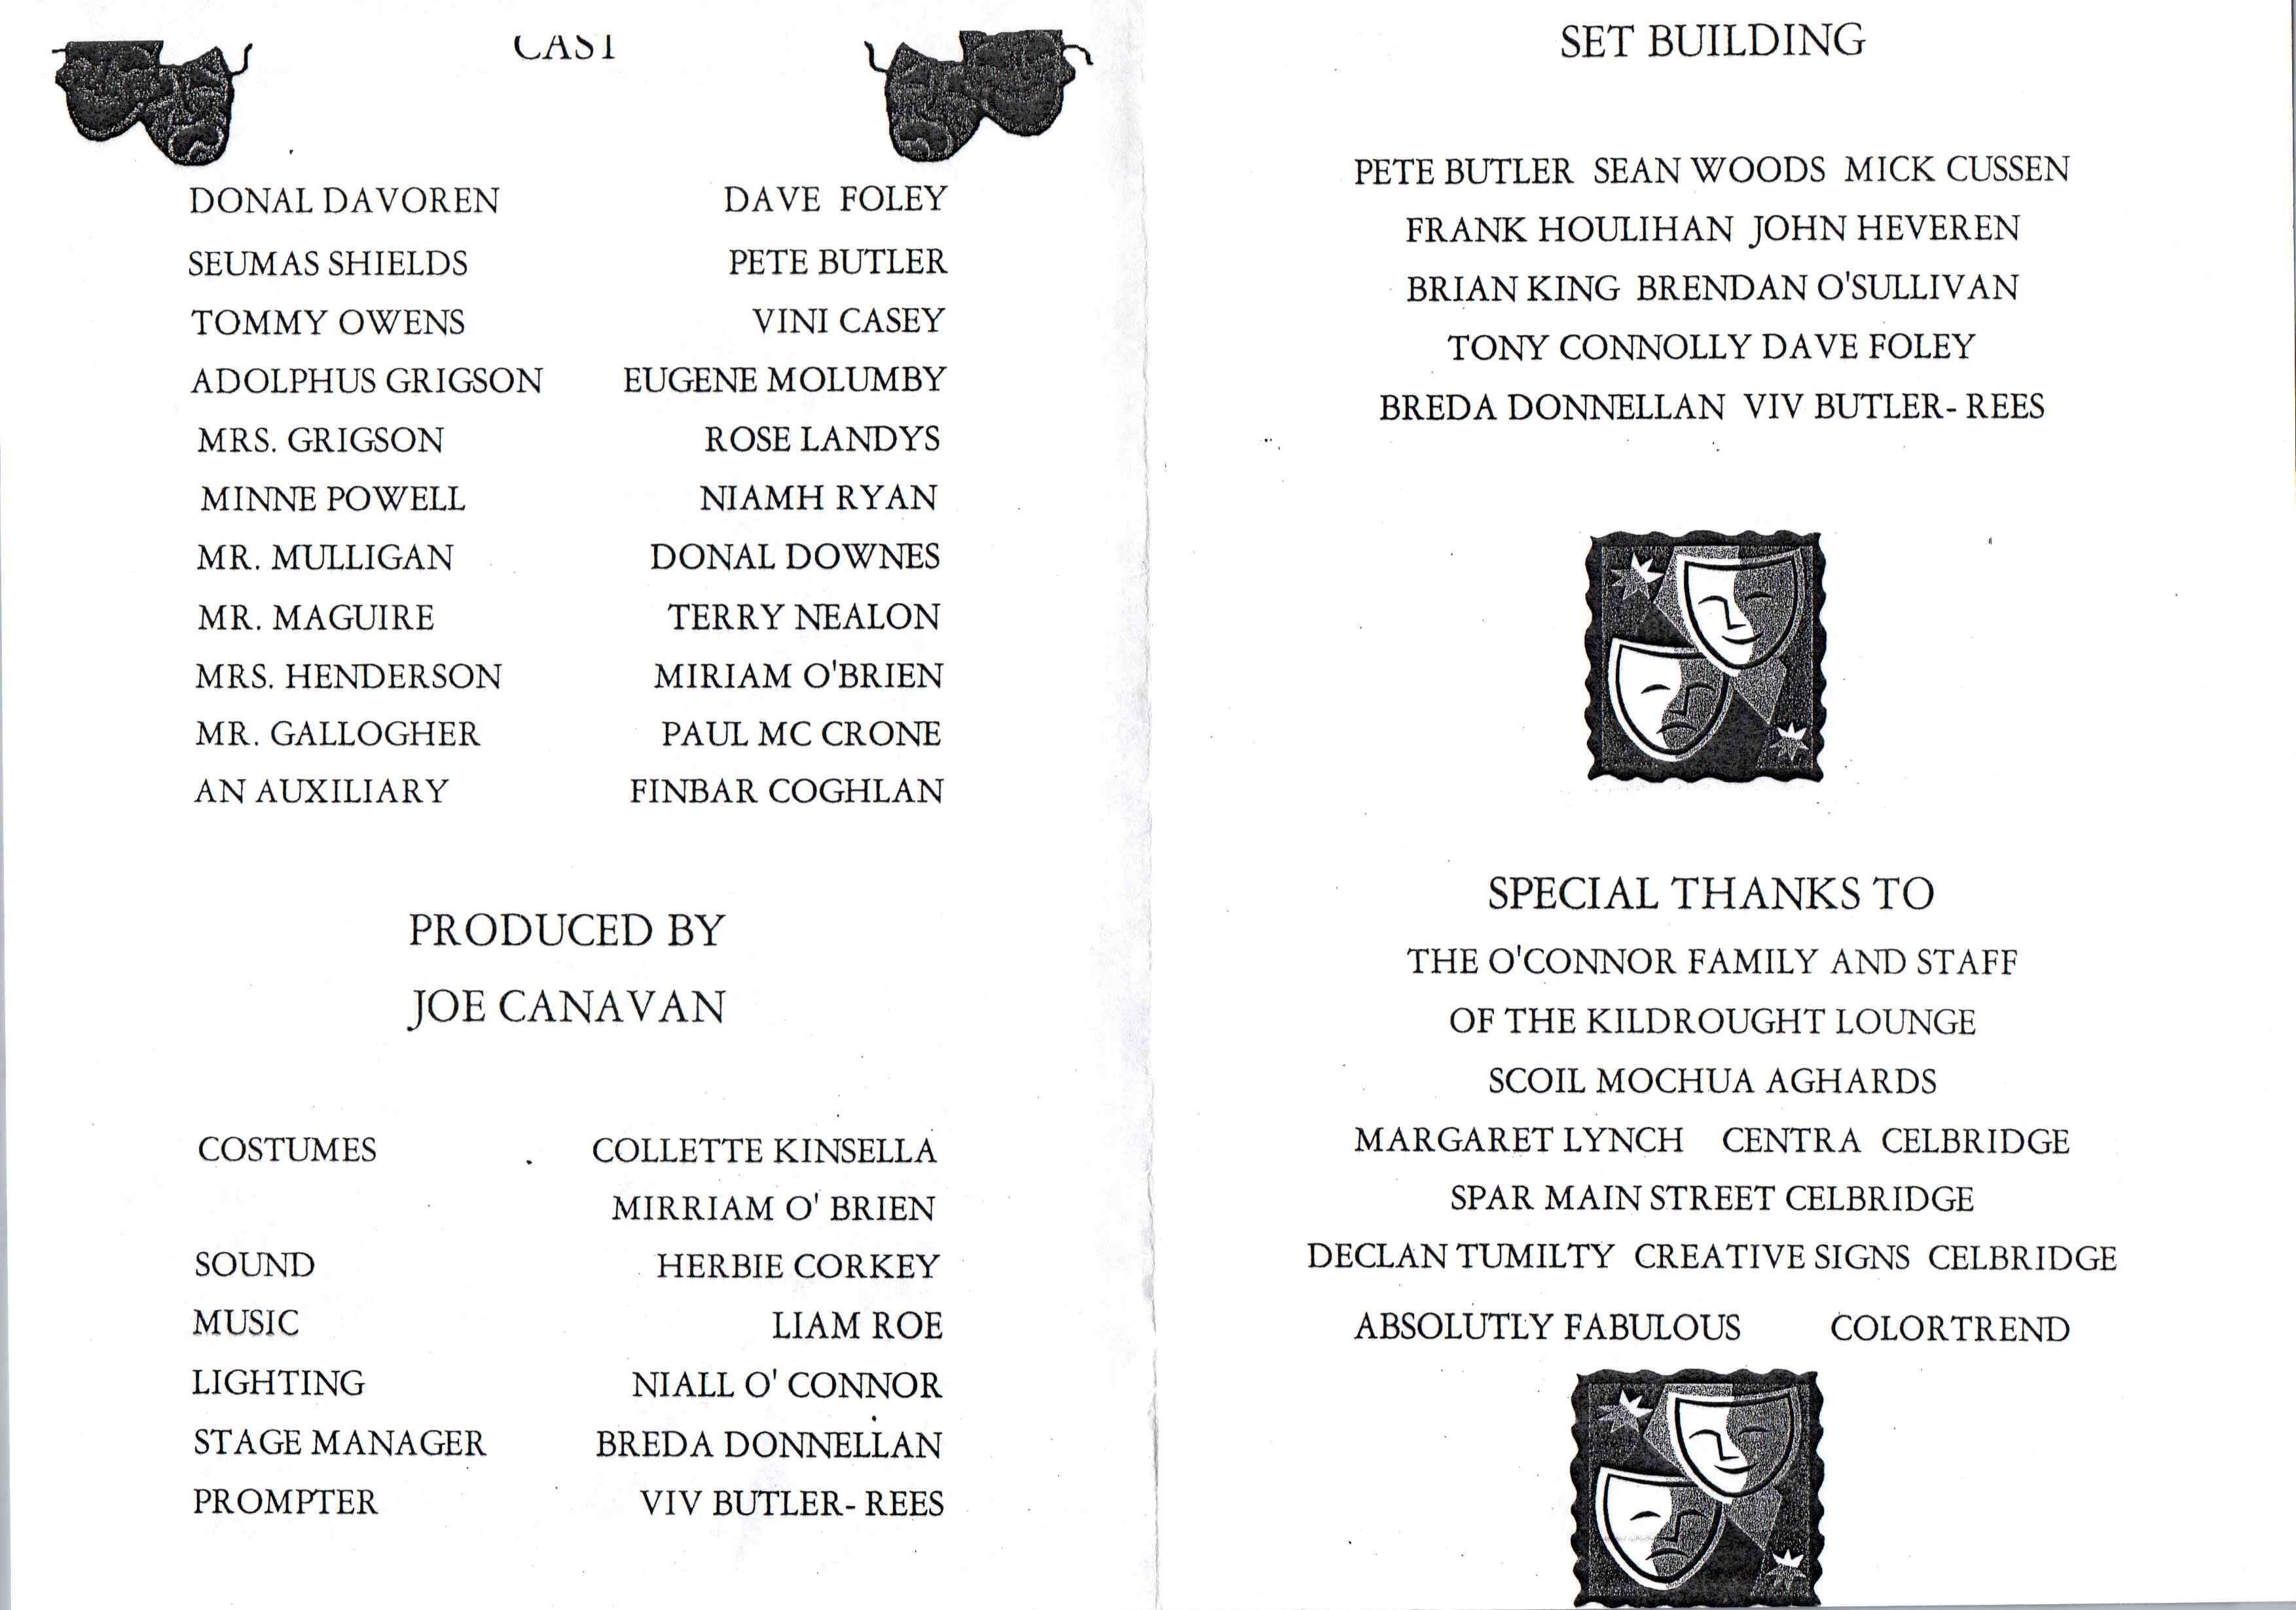 CAST
DONAL DAVOREN DAVE FOLEY
SEUMAS SHIELDS PETE BUTLER
TOMMY OWENS VINI CASEY
ADOLPHUS GRIGSON EUGENE MOLUMBY
MRS. GRIGSON ROSE LANDYS
MINNE POWELL NIAMH RYAN
MR. MULLIGAN DONAL DOWNES
MR. MAGUIRE TERRY NEALON
MRS. HENDERSON MIRIAM O'BRIEN
MR. GALLOGHER PAUL MC CRONE
AN AUXILIARY FINBAR COGHLAN
PRODUCED BY
JOE CANAVAN
COSTUMES COLLETTE KINSELLA
MIRRIAM O' BRIEN
SOUND HERBIE CORKEY
MUSIC LIAM ROE
LIGHTING NIALL O' CONNOR
STAGE MANAGER BREDA DONNELLAN
PROMPTER VIV BUTLER- REES
SET BUILDING
PETE BUTLER SEAN WOODS MICK CUSSEN
FRANK HOULIHAN JOHN HEVEREN
BRIAN KING BRENDAN O'SULLIVAN
TONY CONNOLLY DAVE FOLEY
BREDA DONNELLAN VIV BUTLER- REES
SPECIAL THANKS TO
THE O'CONNOR FAMILY AND STAFF
OF THE KILDROUGHT LOUNGE
SCOIL MOCHUA AGHARDS
MARGARET LYNCH CENTRA CELBRIDGE
SPAR MAIN STREET CELBRIDGE
DECLAN TUMILTY CREATIVE SIGNS CELBRIDGE
ABSOLUTLY FABULOUS COLORTREND